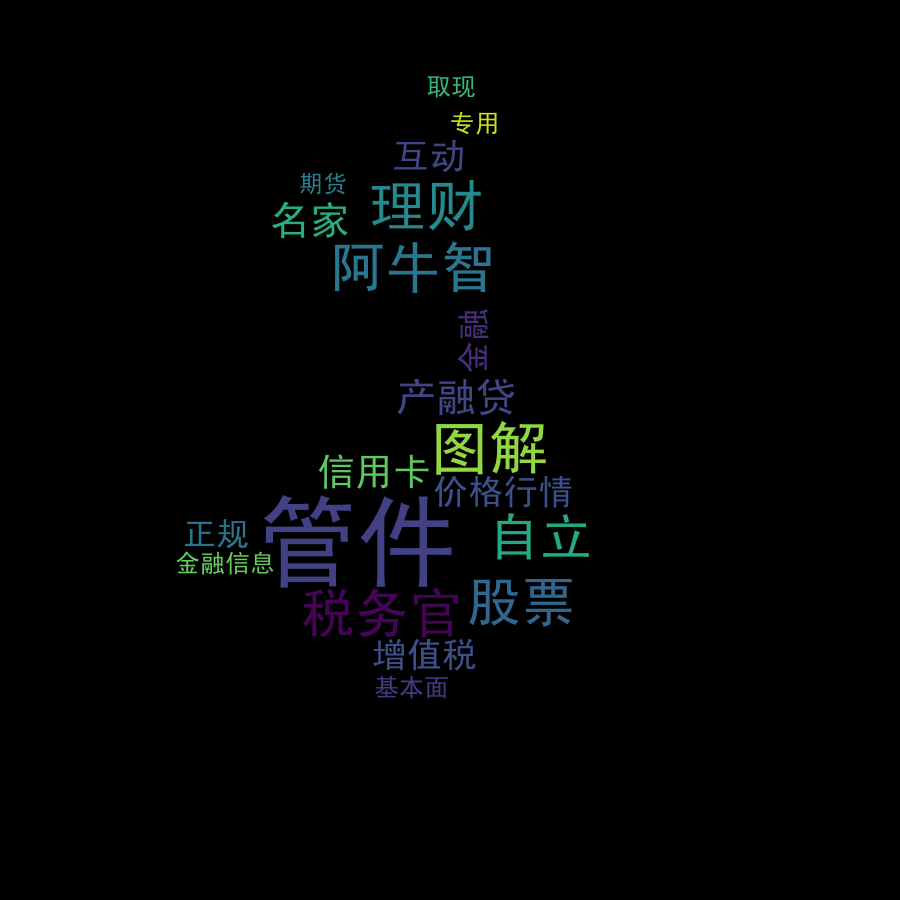 取现
专用
互动
期货
理财
名家
阿牛智
金融
产融贷
图解
信用卡
价格行情
管件
自立
正规
金融信息
股票
税务官
增值税
基本面